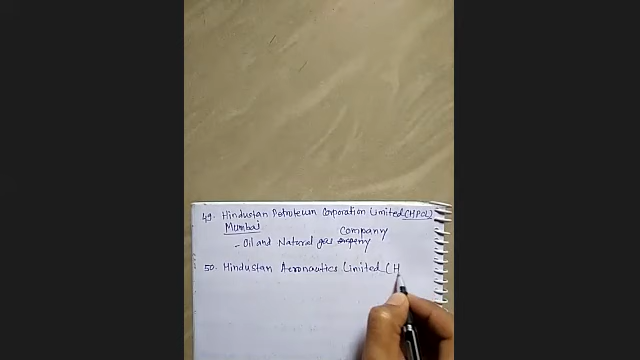 49. Hindustan Petroleum Corporation Limited (HPCL)
Mumbai
Company
- Oil and Natural gas
50. Hindustan Aeronautics Limited (H